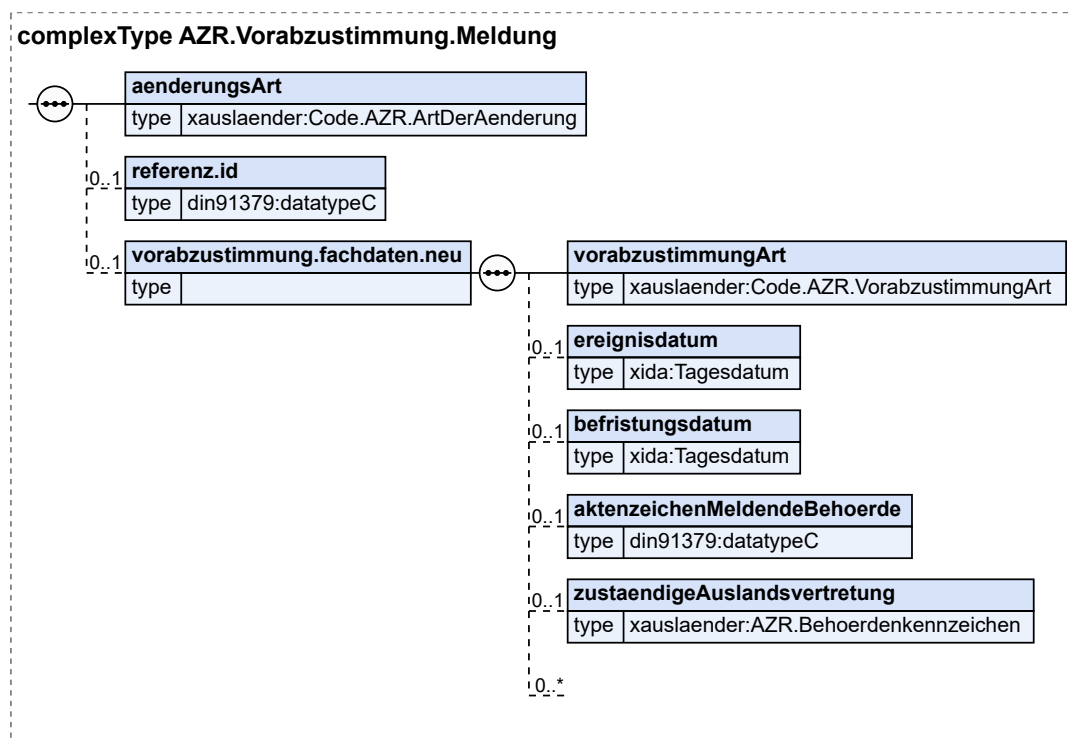 complexType AZR.Vorabzustimmung.Meldung
aenderungsArt
type xauslaender:Code.AZR.ArtDerAenderung
0..1 referenz.id
type din91379:datatypeC
0..1 vorabzustimmung.fachdaten.neu
type
vorabzustimmungArt
type xauslaender:Code.AZR.VorabzustimmungArt
0..1 ereignisdatum
type xida:Tagesdatum
0..1 befristungsdatum
type xida:Tagesdatum
0..1 aktenzeichenMeldendeBehoerde
type din91379:datatypeC
0..1 zustaendigeAuslandsvertretung
type xauslaender:AZR.Behoerdenkennzeichen
0..*